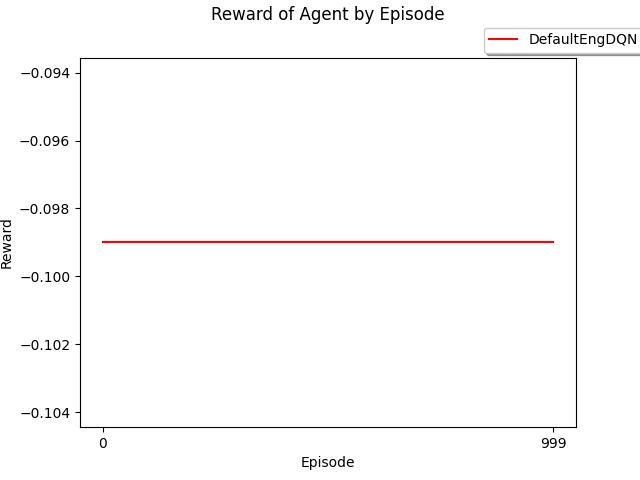 Reward of Agent by Episode
DefaultEngDQN
−0.094
−0.096
−0.098
−0.100
−0.102
−0.104
Reward
0
999
Episode